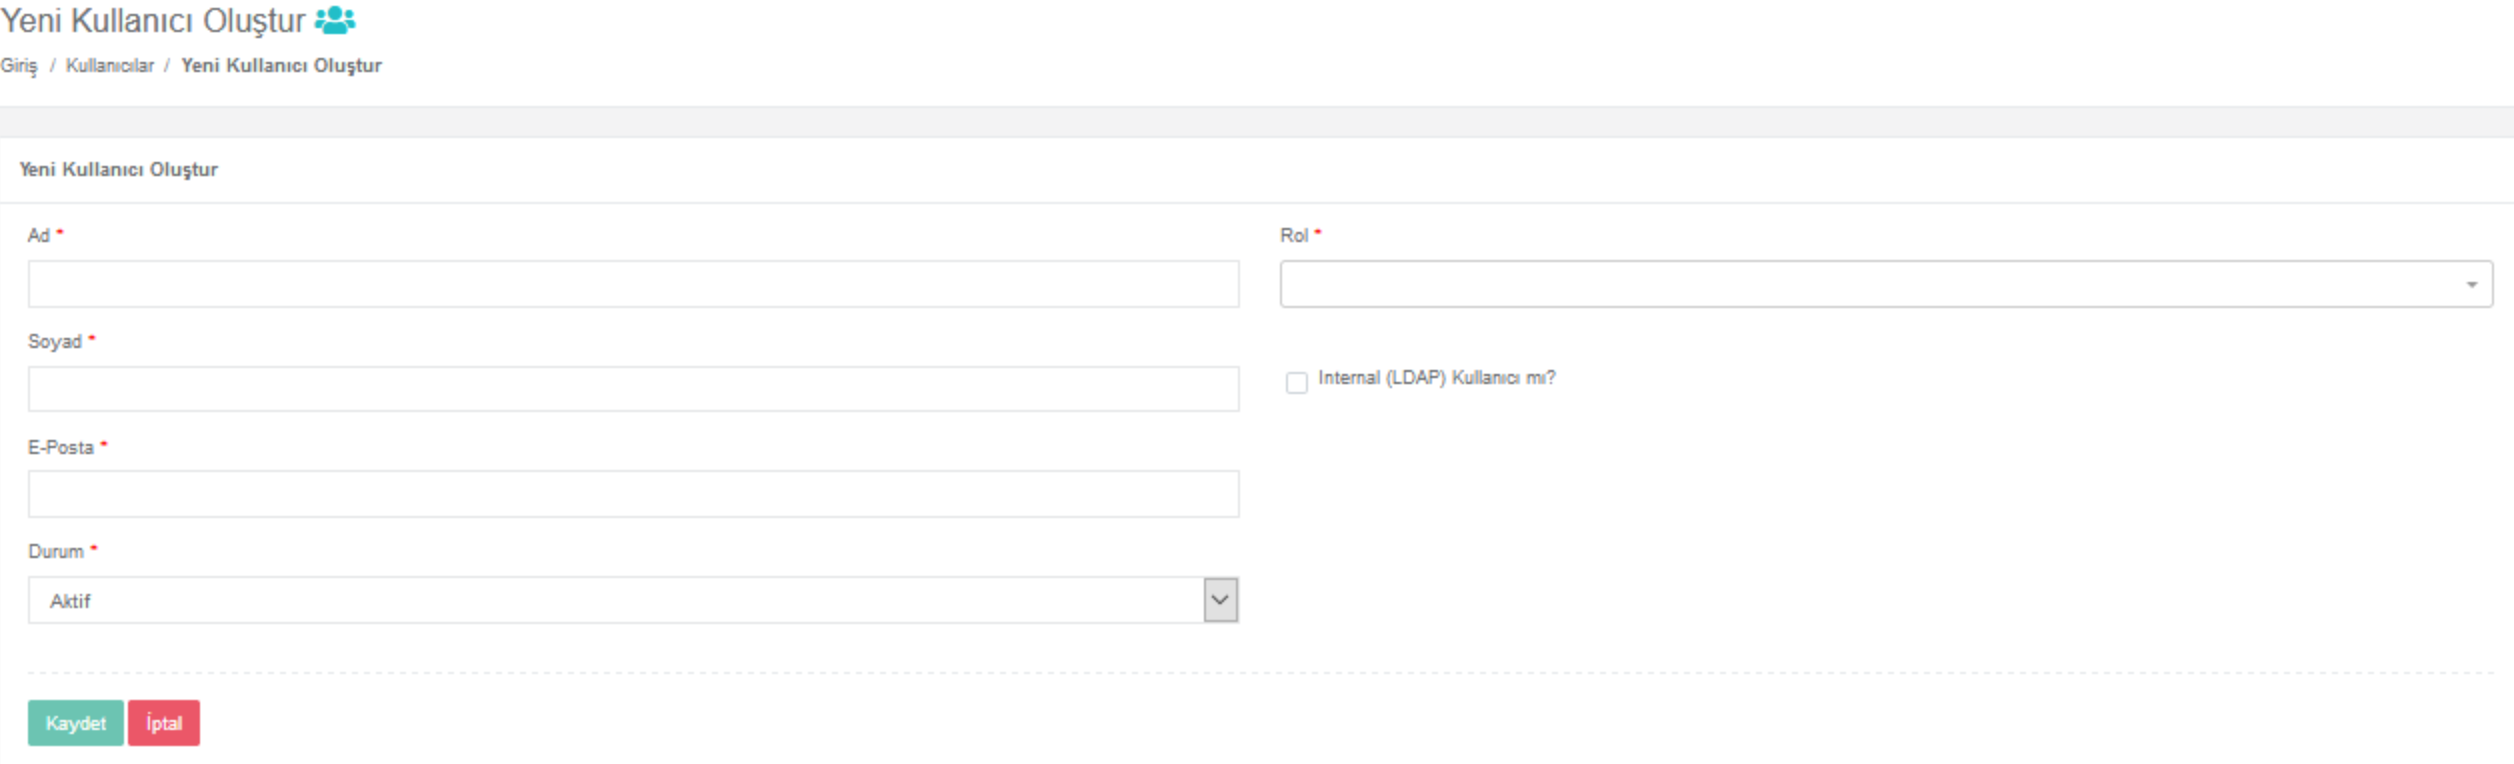 Yeni Kullanıcı Oluştur
Giriş / Kullanıcılar / Yeni Kullanıcı Oluştur
Yeni Kullanıcı Oluştur
Ad *
Rol *
Soyad *
Internal (LDAP) Kullanıcı mı?
E-Posta *
Durum *
Aktif
Kaydet İptal